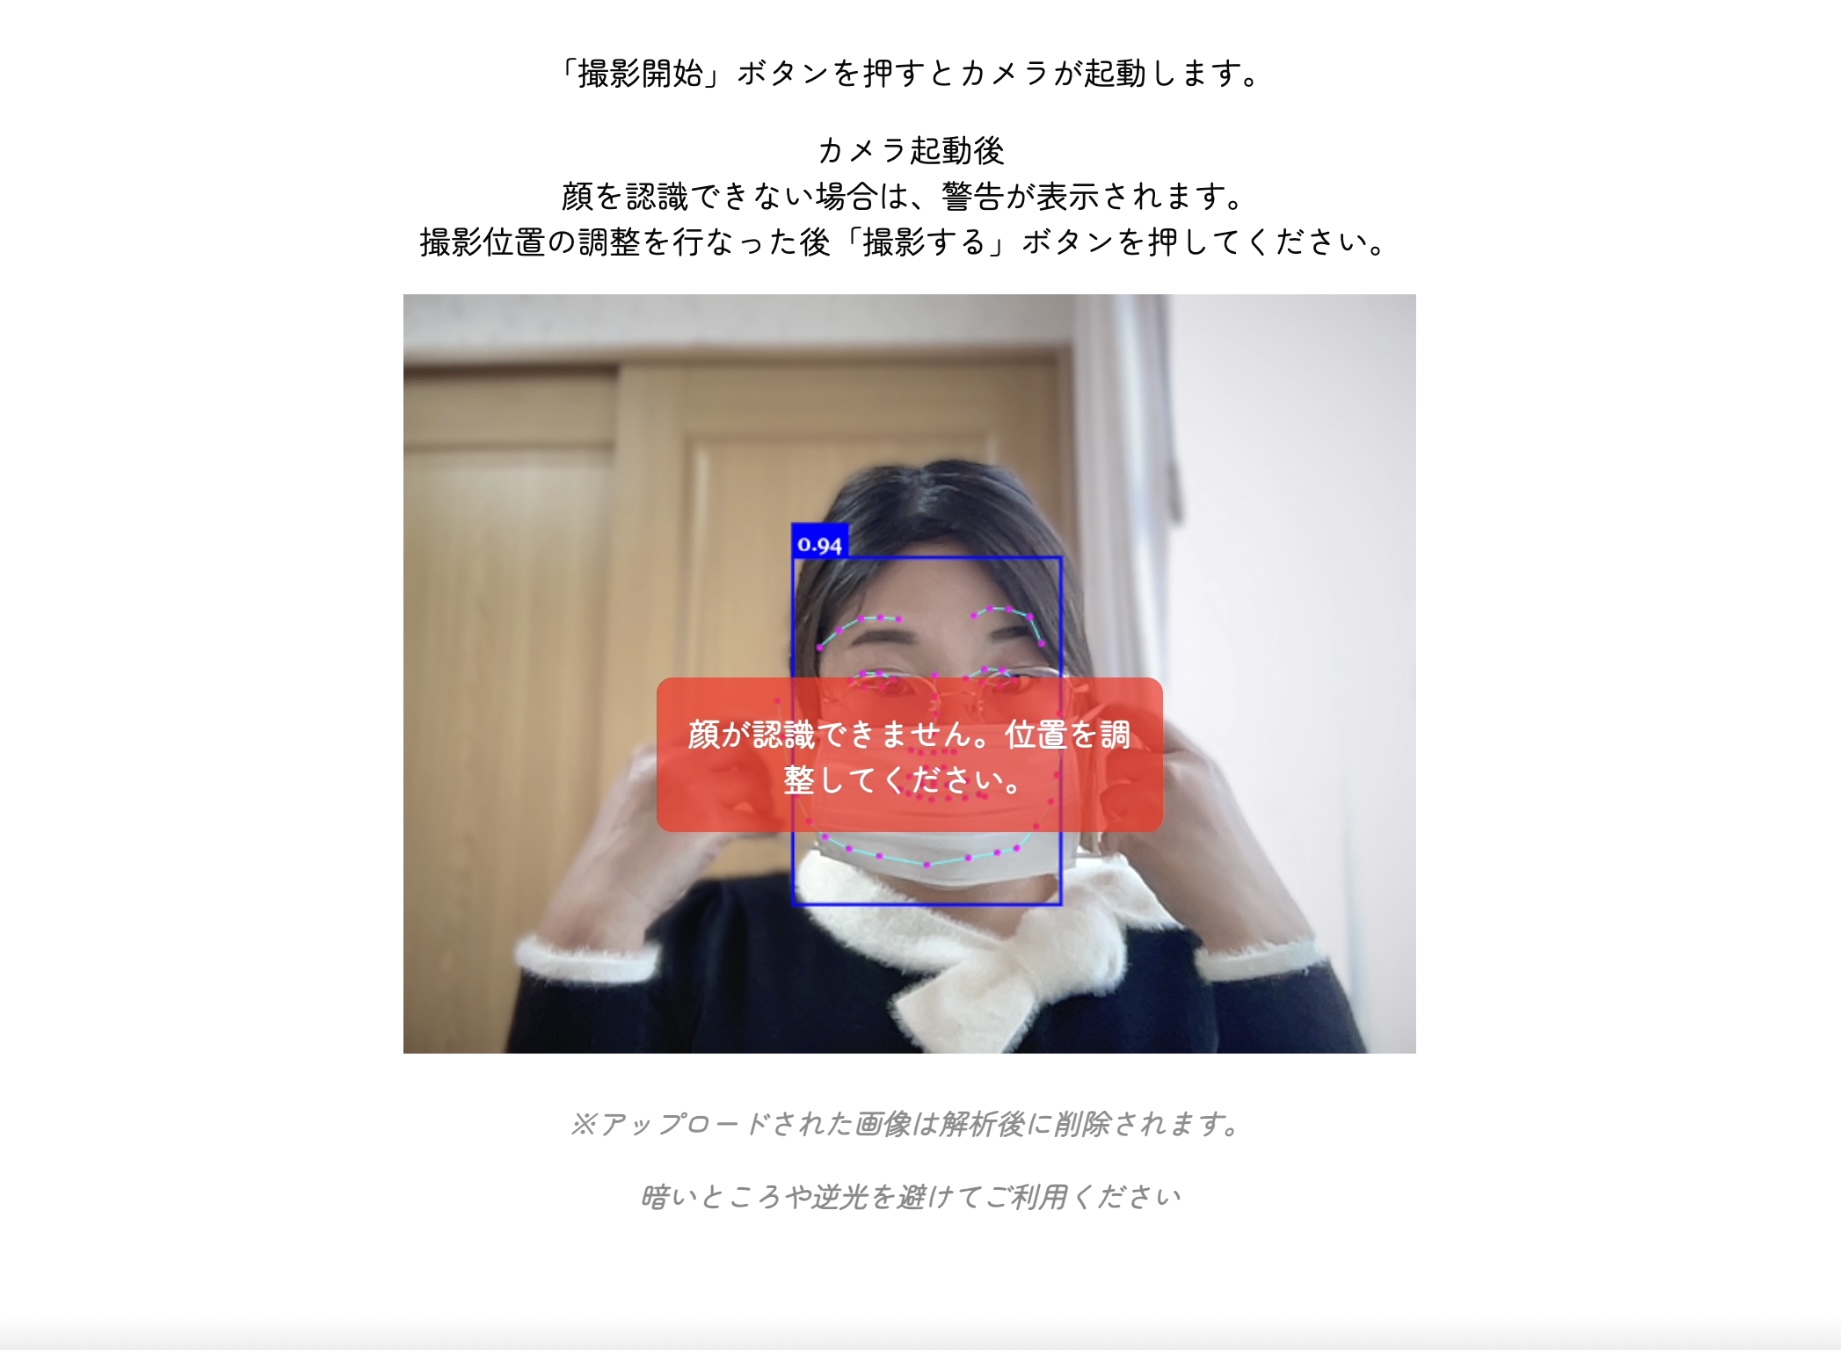 「撮影開始」ボタンを押すとカメラが起動します。
カメラ起動後
顔を認識できない場合は、警告が表示されます。
撮影位置の調整を行なった後「撮影する」ボタンを押してください。
0.94
顔が認識できません。位置を調
整してください。
※アップロードされた画像は解析後に削除されます。
暗いところや逆光を避けてご利用ください